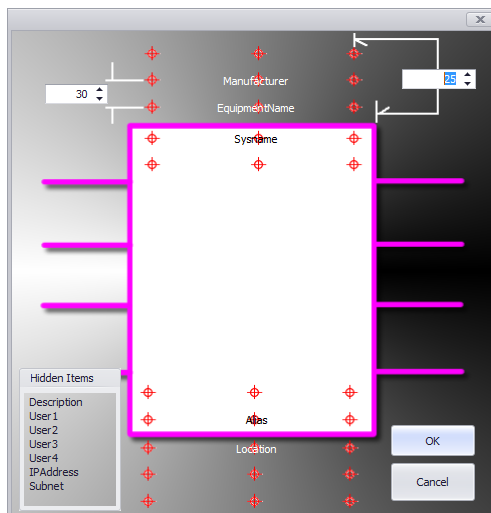 Manufacturer
30
25
EquipmentName
Sysname
Hidden Items
Description
User1
User2
User3
User4
IPAddress
Subnet
Alias
Location
OK
Cancel